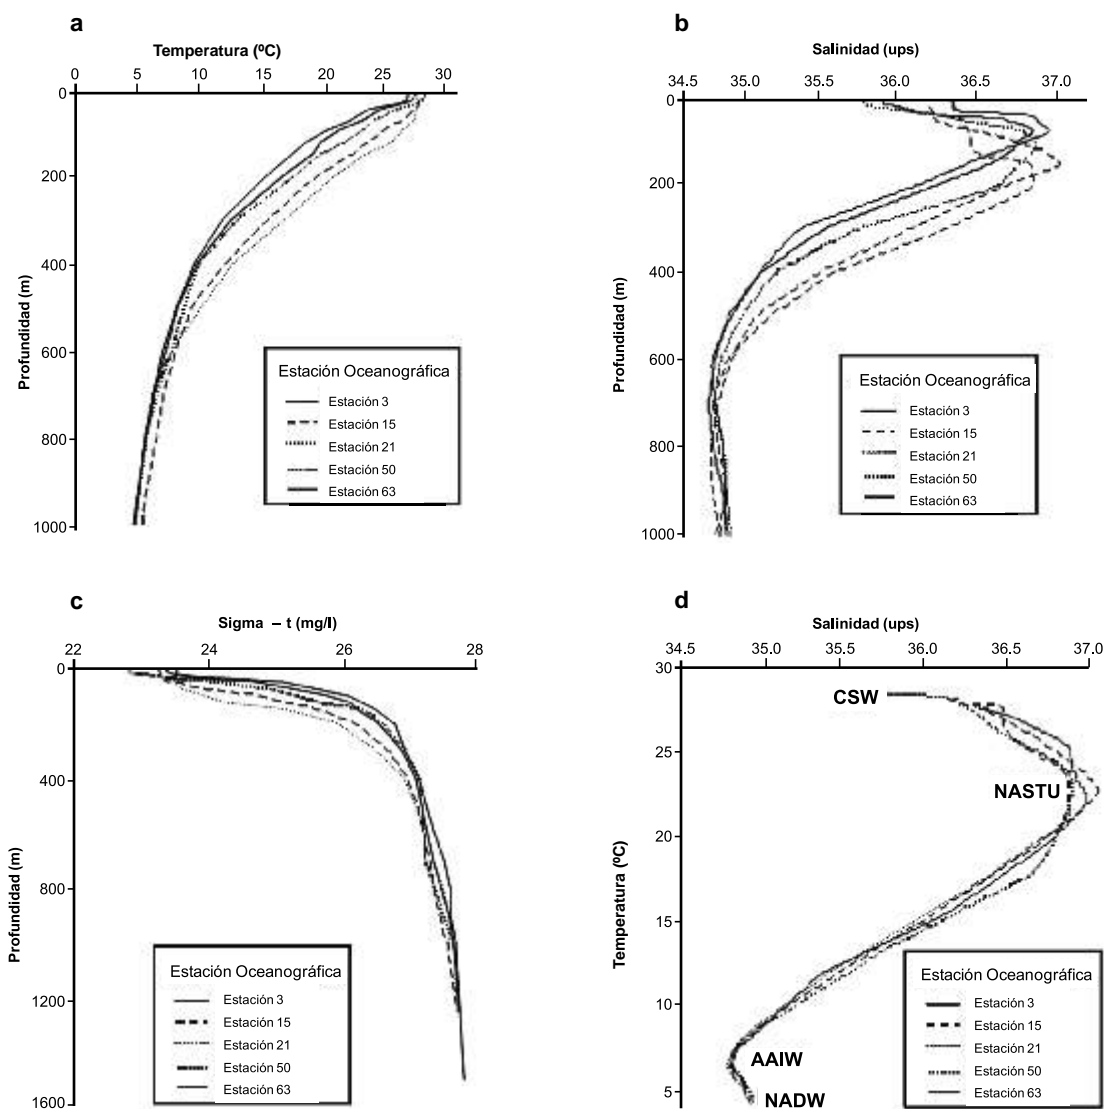 a
Temperatura (ºC)
0 5 10 15 20 25 30
0
200
400
600
800
1000
Profundidad (m)
Estación Oceanográfica
Estación 3
Estación 15
Estación 21
Estación 50
Estación 63
b
Salinidad (ups)
34.5 35.0 35.5 36.0 36.5 37.0
0
200
400
600
800
1000
Profundidad (m)
Estación Oceanográfica
Estación 3
Estación 15
Estación 21
Estación 50
Estación 63
c
Sigma – t (mg/l)
22 24 26 28
0
400
800
1200
1600
Profundidad (m)
Estación Oceanográfica
Estación 3
Estación 15
Estación 21
Estación 50
Estación 63
d
Salinidad (ups)
34.5 35.0 35.5 36.0 36.5 37.0
30
25
20
15
10
5
Temperatura (ºC)
CSW
NASTU
AAIW
NADW
Estación Oceanográfica
Estación 3
Estación 15
Estación 21
Estación 50
Estación 63